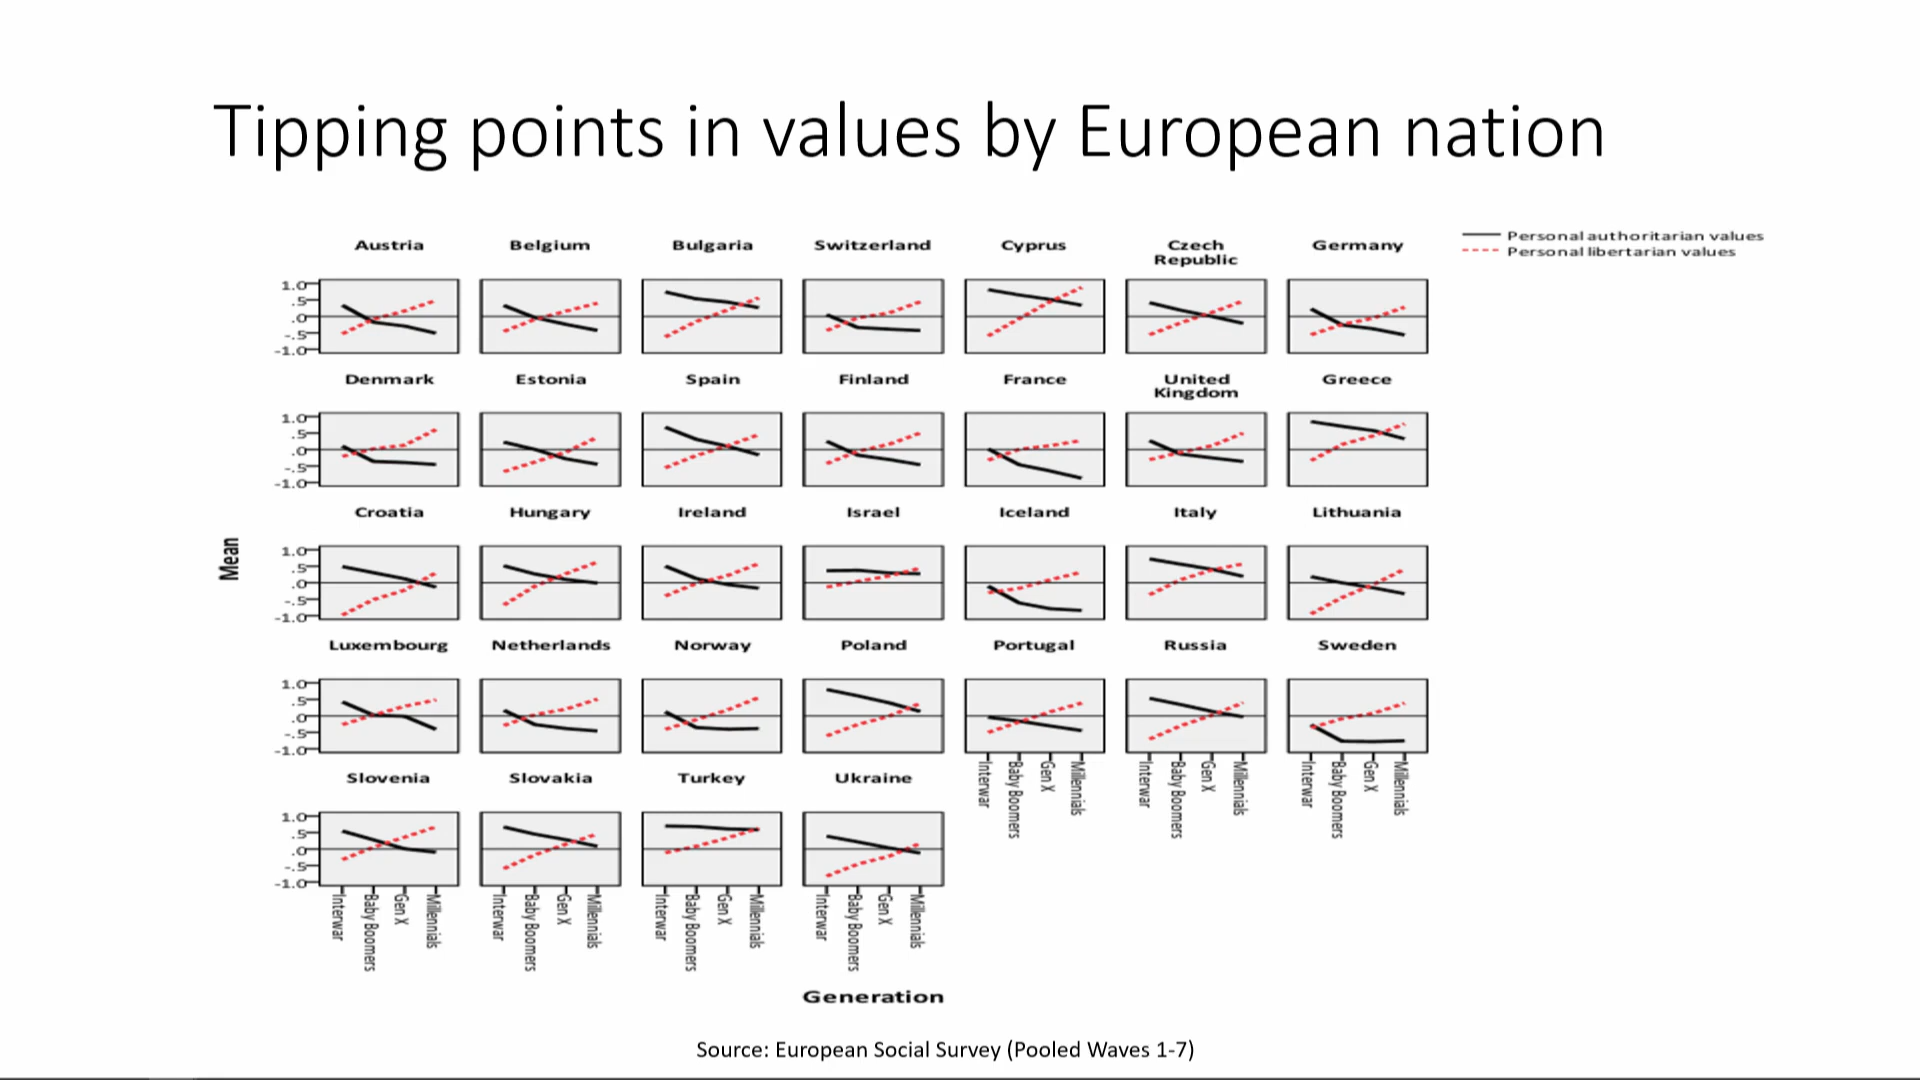 Tipping points in values by European nation
Personal authoritarian values
Personal libertarian values
Austria
Belgium
Bulgaria
Switzerland
Cyprus
Czech
Republic
Germany
1.0
.5
.0
-.5
-1.0
Denmark
Estonia
Spain
Finland
France
United
Kingdom
Greece
1.0
.5
.0
-.5
-1.0
Croatia
Hungary
Ireland
Israel
Iceland
Italy
Lithuania
Mean
1.0
.5
.0
-.5
-1.0
Luxembourg
Netherlands
Norway
Poland
Portugal
Russia
Sweden
1.0
.5
.0
-.5
-1.0
Interwar
Baby Boomers
Gen X
Millennials
Interwar
Baby Boomers
Gen X
Millennials
Interwar
Baby Boomers
Gen X
Millennials
Slovenia
Slovakia
Turkey
Ukraine
1.0
.5
.0
-.5
-1.0
Interwar
Baby Boomers
Gen X
Millennials
Interwar
Baby Boomers
Gen X
Millennials
Interwar
Baby Boomers
Gen X
Millennials
Interwar
Baby Boomers
Gen X
Millennials
Generation
Source: European Social Survey (Pooled Waves 1-7)